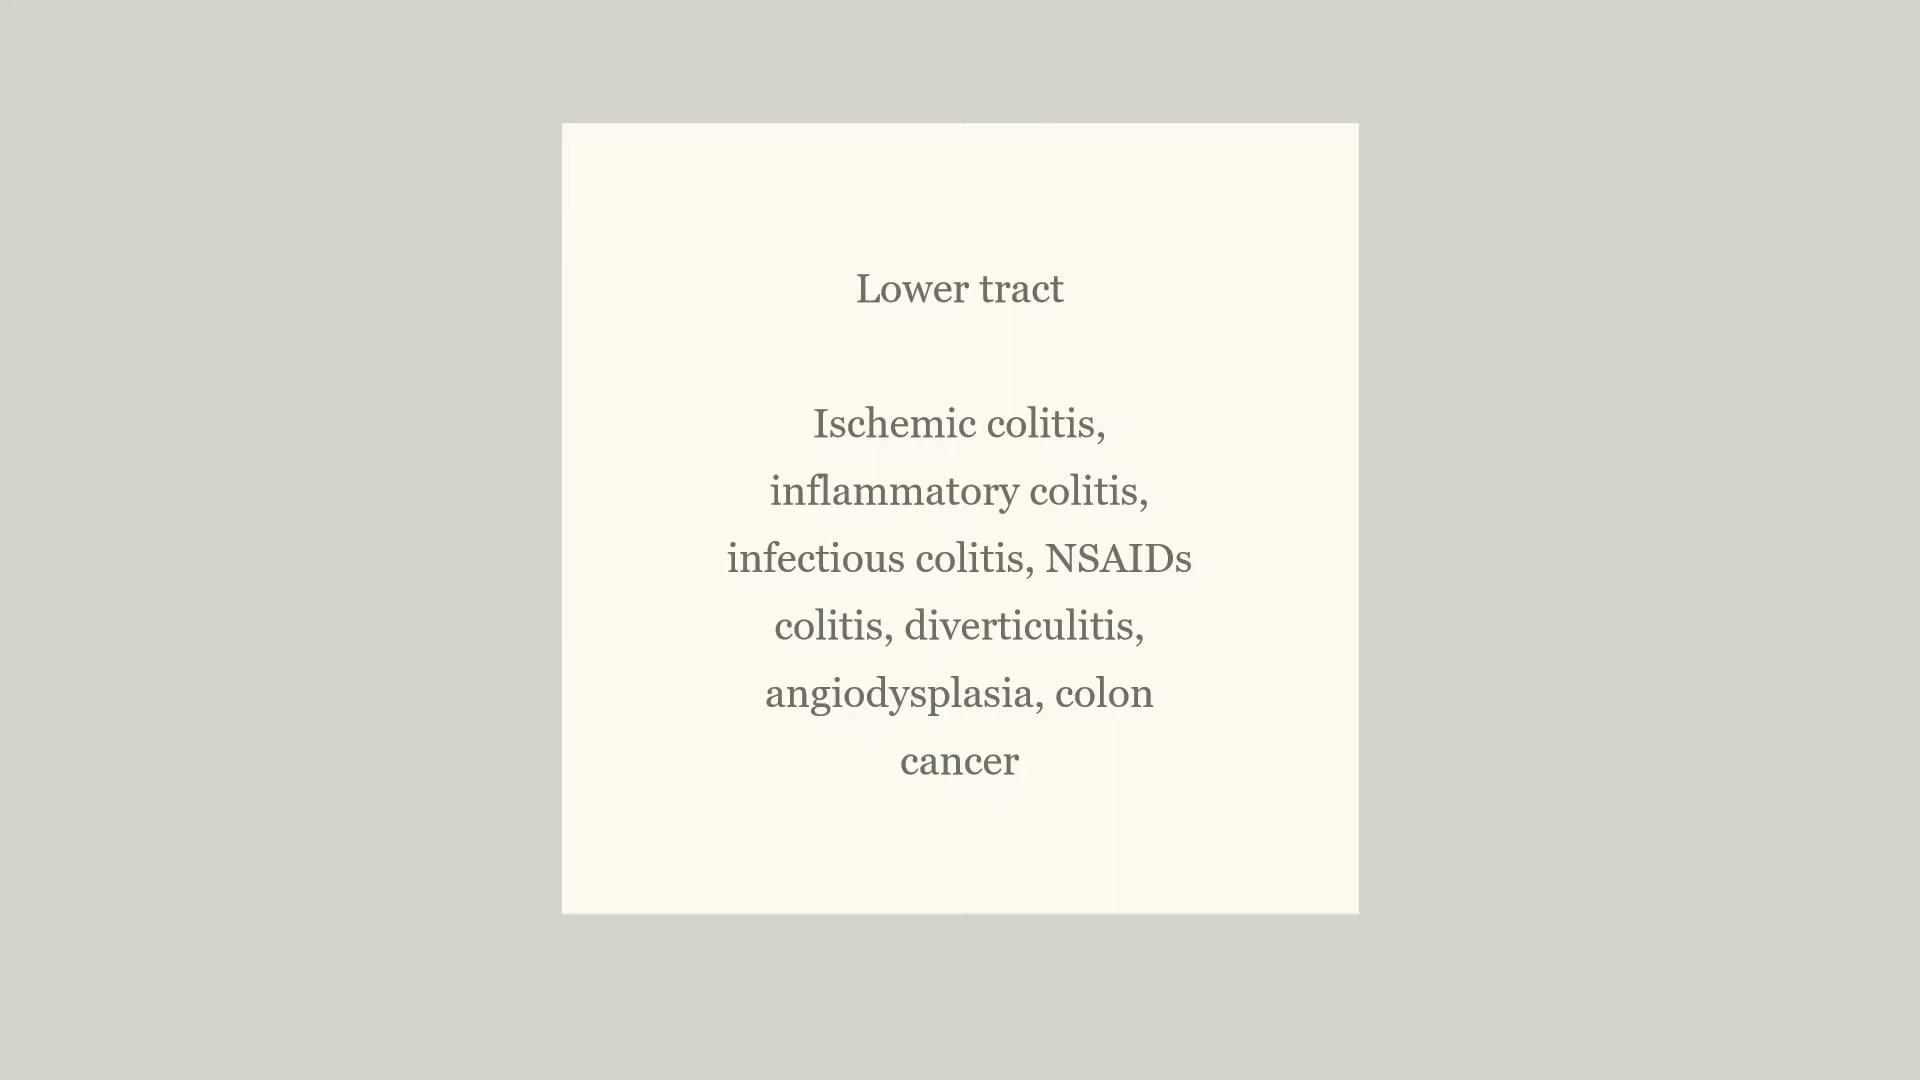 Lower tract
Ischemic colitis,
inflammatory colitis,
infectious colitis, NSAIDs
colitis, diverticulitis,
angiodysplasia, colon
cancer